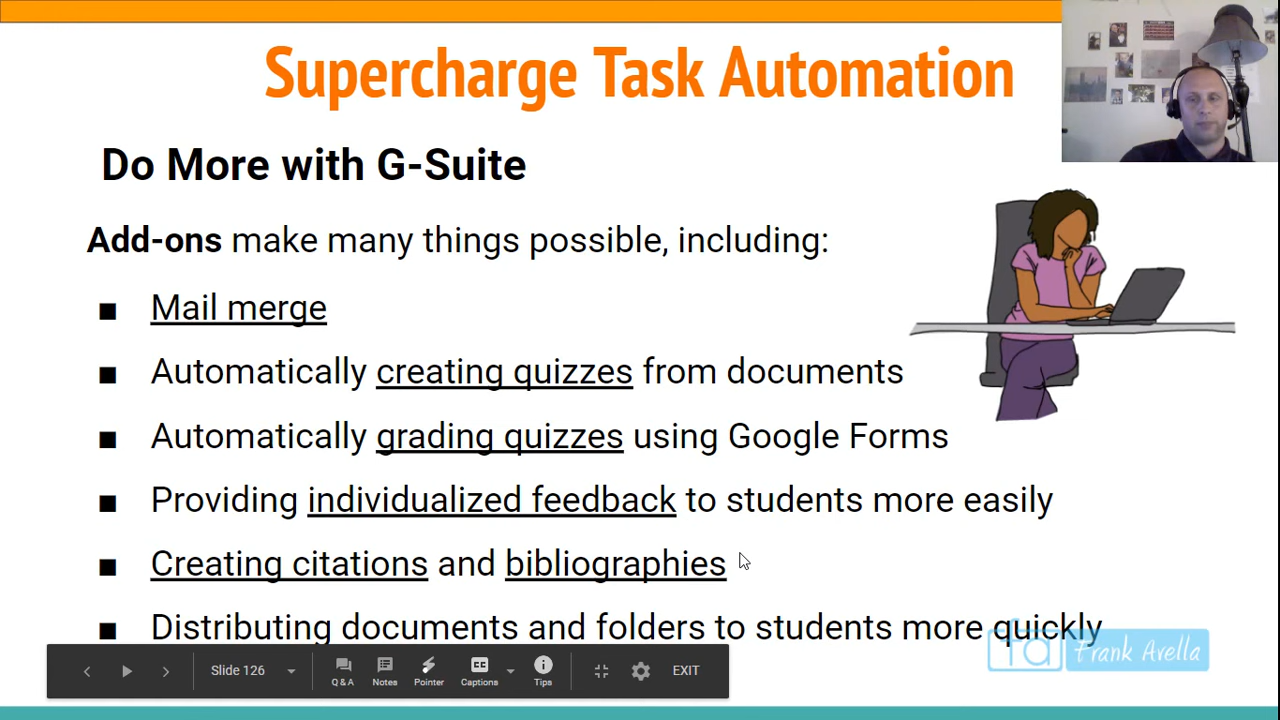 Supercharge Task Automation
Do More with G-Suite
Add-ons make many things possible, including:
■ Mail merge
■ Automatically creating quizzes from documents
■ Automatically grading quizzes using Google Forms
■ Providing individualized feedback to students more easily
■ Creating citations and bibliographies
■ Distributing documents and folders to students more quickly
fa Frank Avella
Slide 126
Q & A
Notes
Pointer
CC
Captions
Tips
EXIT